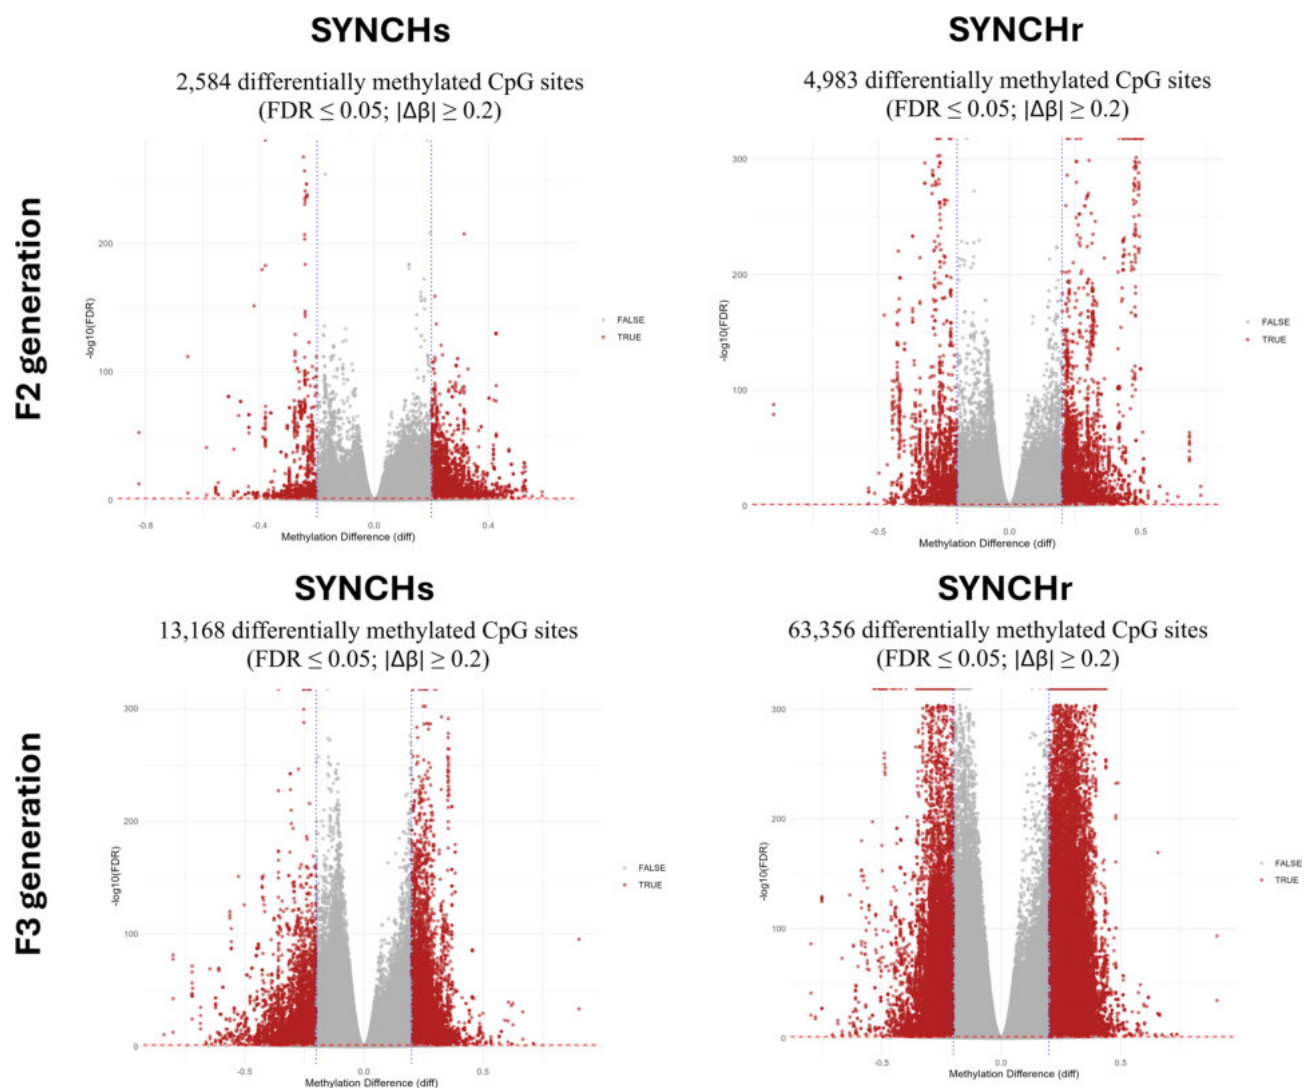 SYNCHs
2,584 differentially methylated CpG sites
(FDR ≤ 0.05; |Δβ| ≥ 0.2)
F2 generation
-log10(FDR)
200
100
0
-0.8
-0.4
0.0
0.4
Methylation Difference (diff)
FALSE
TRUE
SYNCHr
4,983 differentially methylated CpG sites
(FDR ≤ 0.05; |Δβ| ≥ 0.2)
-log10(FDR)
300
200
100
0
-0.5
0.0
0.5
Methylation Difference (diff)
FALSE
TRUE
SYNCHs
13,168 differentially methylated CpG sites
(FDR ≤ 0.05; |Δβ| ≥ 0.2)
F3 generation
-log10(FDR)
300
200
100
0
-0.5
0.0
0.5
Methylation Difference (diff)
FALSE
TRUE
SYNCHr
63,356 differentially methylated CpG sites
(FDR ≤ 0.05; |Δβ| ≥ 0.2)
-log10(FDR)
300
200
100
0
-0.5
0.0
0.5
Methylation Difference (diff)
FALSE
TRUE